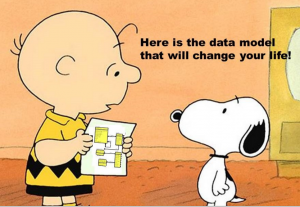 Here is the data model
that will change your life!